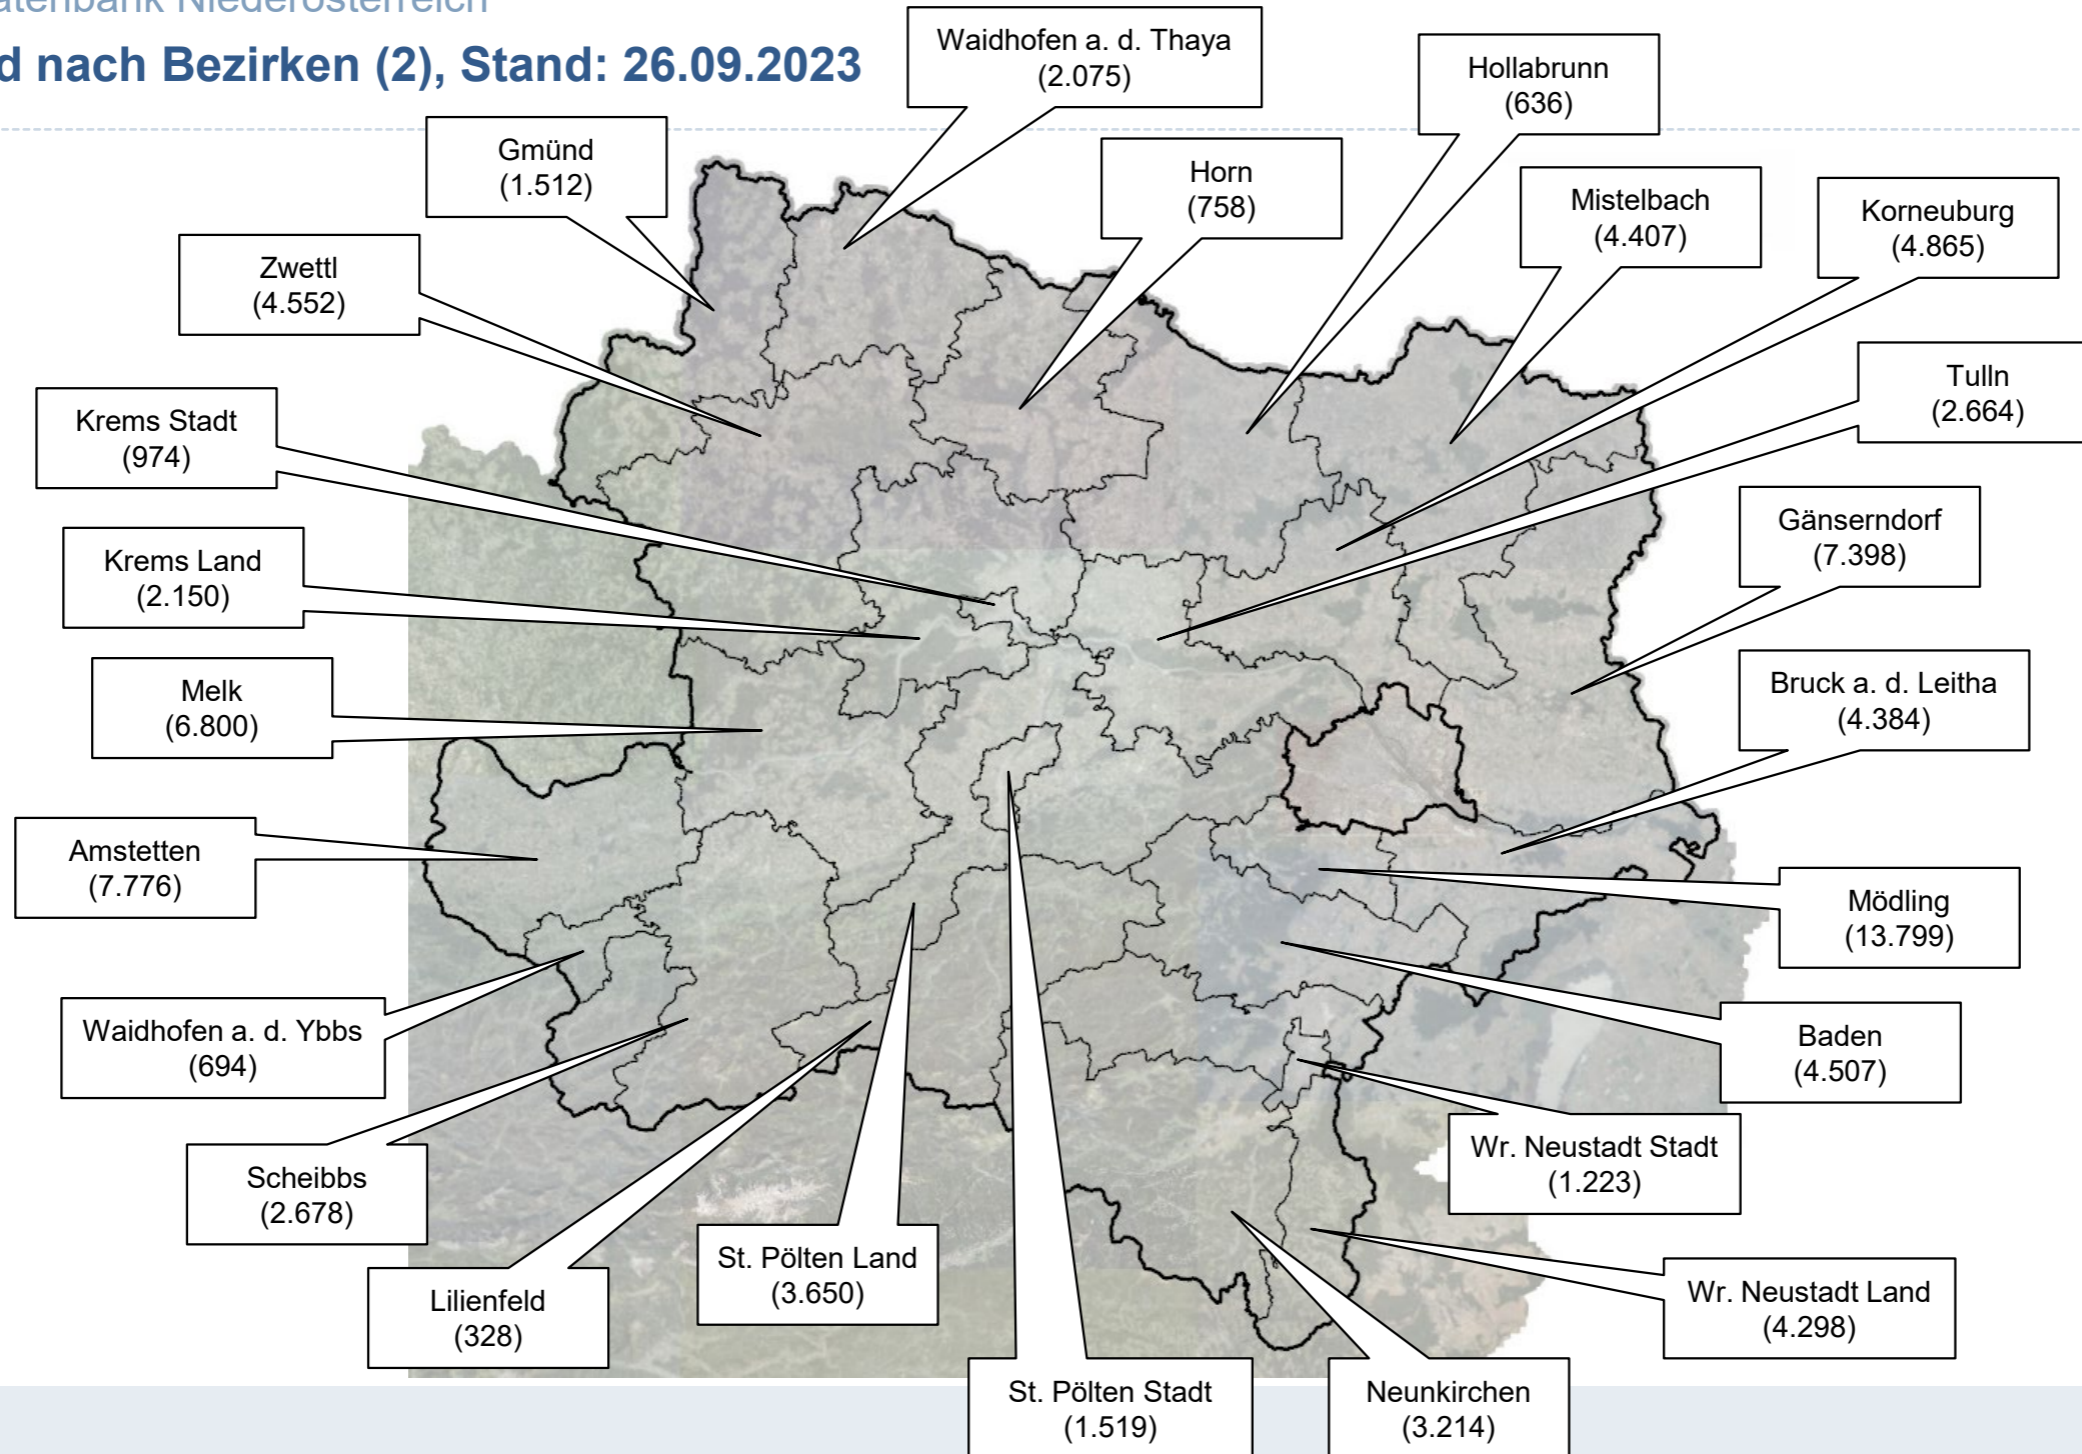 Niederösterreich
nach Bezirken (2), Stand: 26.09.2023
Waidhofen a. d. Thaya
(2.075)
Hollabrunn
(636)
Gmünd
(1.512)
Horn
(758)
Mistelbach
(4.407)
Korneuburg
(4.865)
Zwettl
(4.552)
Tulln
(2.664)
Krems Stadt
(974)
Gänserndorf
(7.398)
Krems Land
(2.150)
Bruck a. d. Leitha
(4.384)
Melk
(6.800)
Amstetten
(7.776)
Mödling
(13.799)
Waidhofen a. d. Ybbs
(694)
Baden
(4.507)
Wr. Neustadt Stadt
(1.223)
Scheibbs
(2.678)
St. Pölten Land
(3.650)
Lilienfeld
(328)
Wr. Neustadt Land
(4.298)
St. Pölten Stadt
(1.519)
Neunkirchen
(3.214)